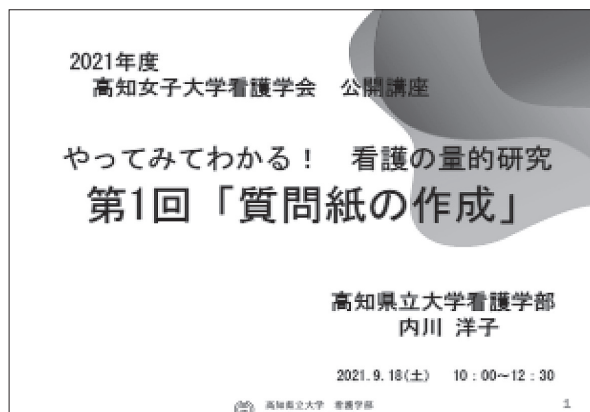 2021年度
高知女子大学看護学会　公開講座
やってみてわかる！　看護の量的研究
第1回「質問紙の作成」
高知県立大学看護学部
内川 洋子
2021.9.18(土)　10：00～12：30
高知県立大学　看護学部
1